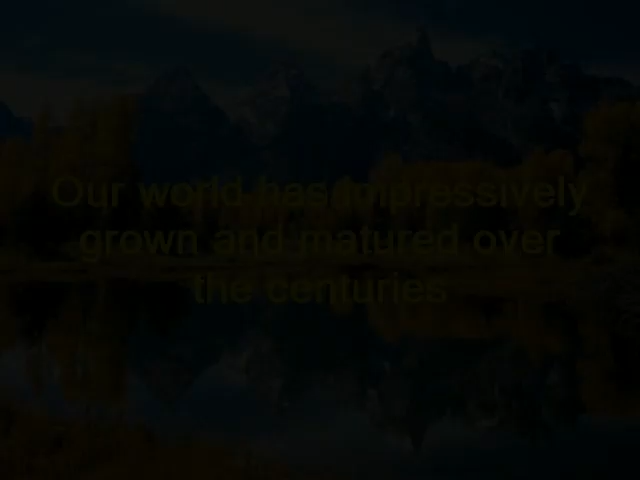 Our world has impressively
grown and matured over
the centuries